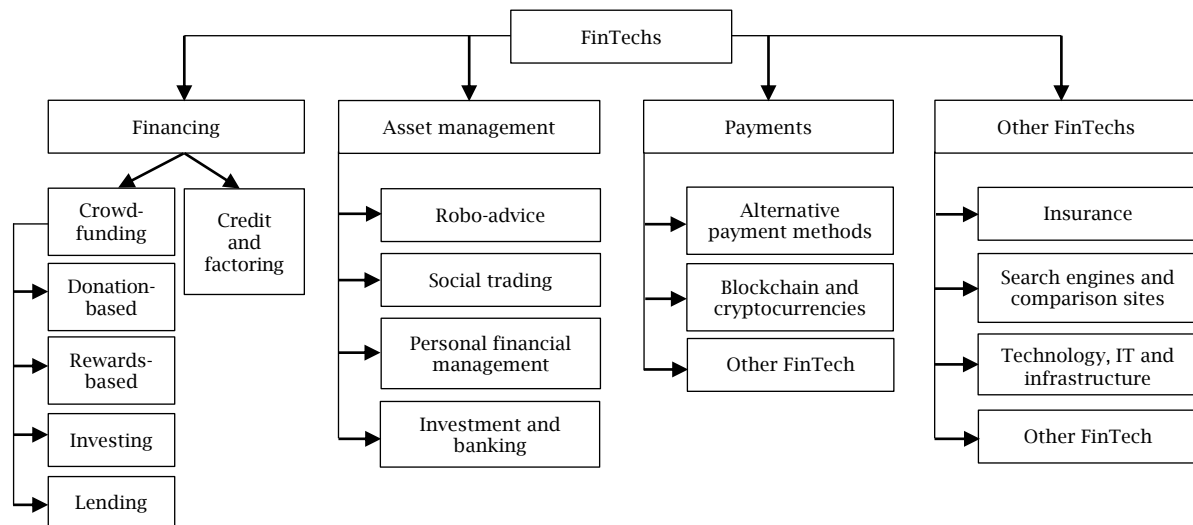 FinTechs
Financing
Asset management
Payments
Other FinTechs
Crowd-
funding
Credit
and
factoring
Donation-
based
Rewards-
based
Investing
Lending
Robo-advice
Social trading
Personal financial
management
Investment and
banking
Alternative
payment methods
Blockchain and
cryptocurrencies
Other FinTech
Insurance
Search engines and
comparison sites
Technology, IT and
infrastructure
Other FinTech